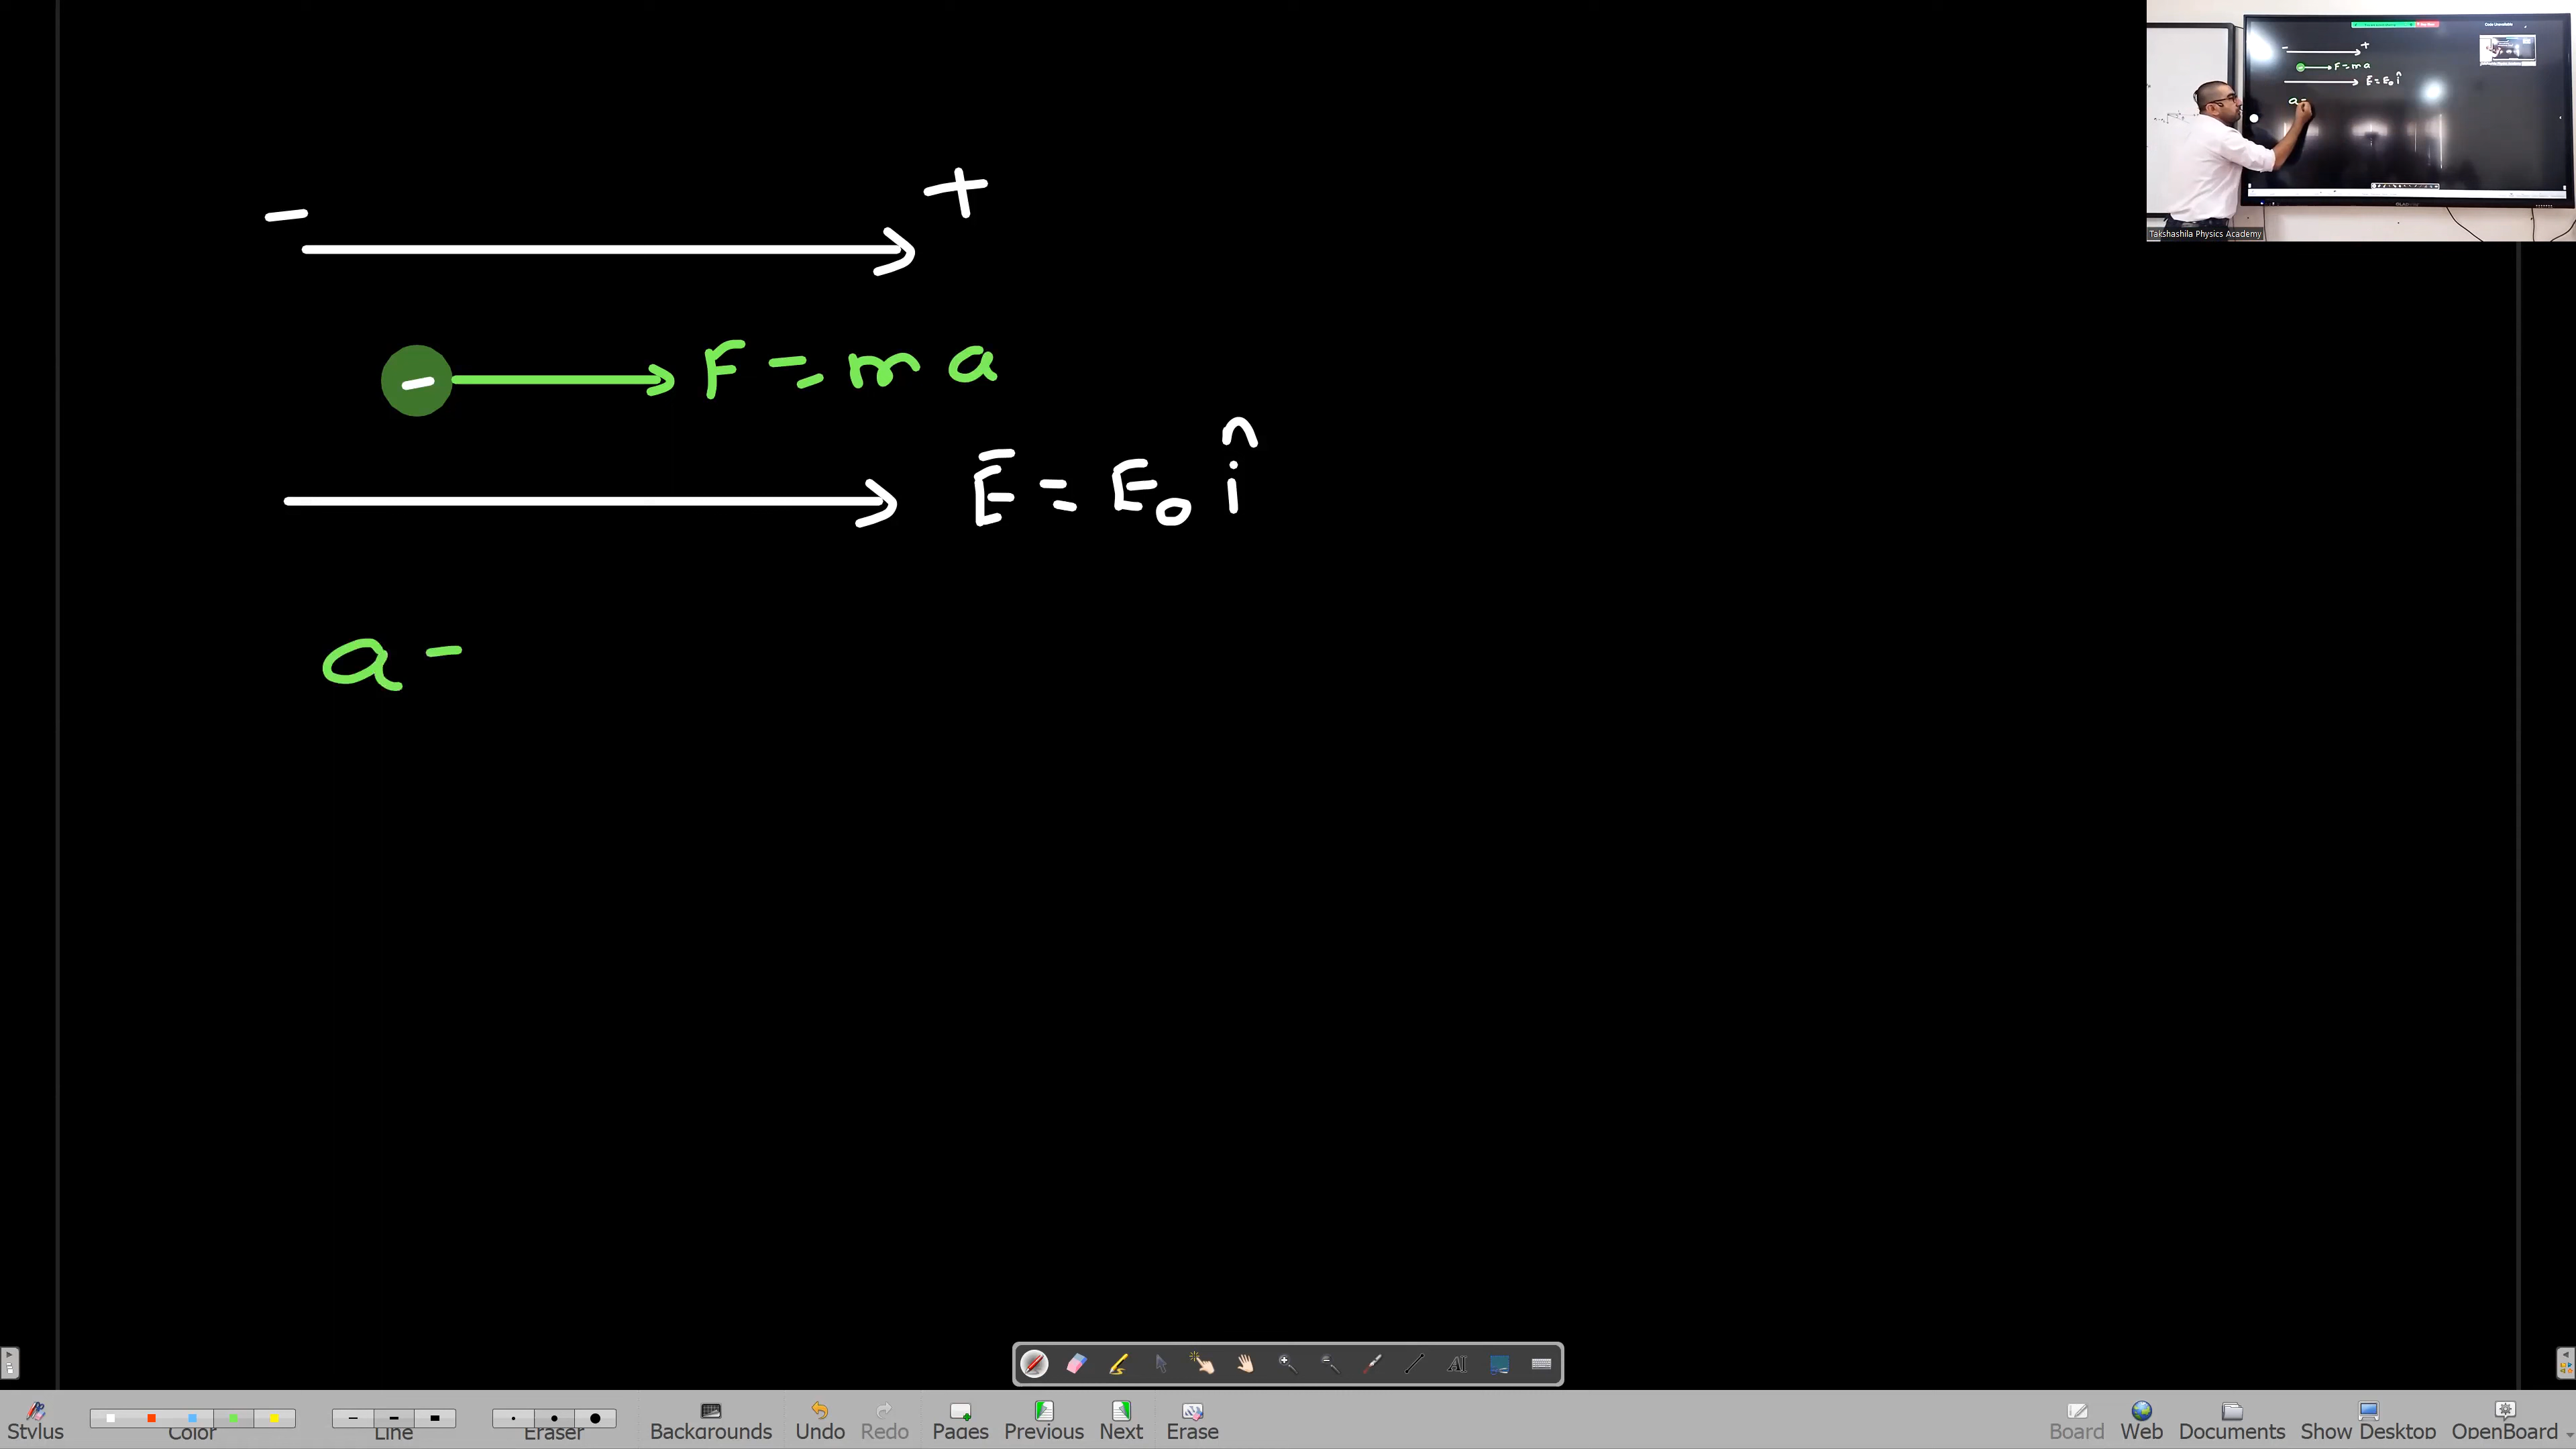 - +
- F = m a
Ē = E₀ î
a -
Takshashila Physics Academy
Stylus Color Line Eraser Backgrounds Undo Redo Pages Previous Next Erase Board Web Documents Show Desktop OpenBoard